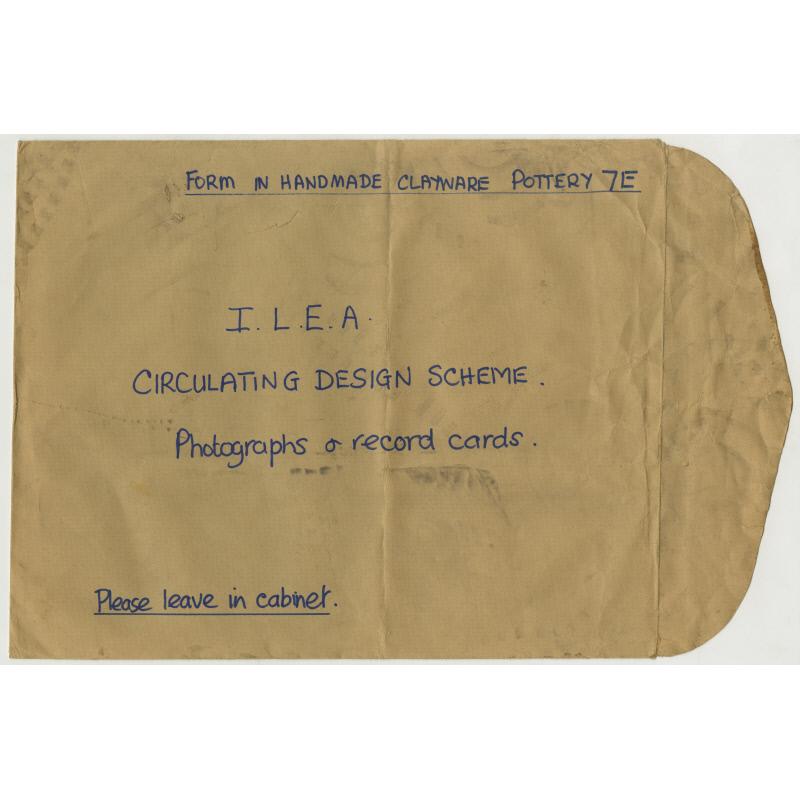 FORM IN HANDMADE CLAYWARE POTTERY 7E
I. L. E. A.
CIRCULATING DESIGN SCHEME.
Photographs & record cards.
Please leave in cabinet.